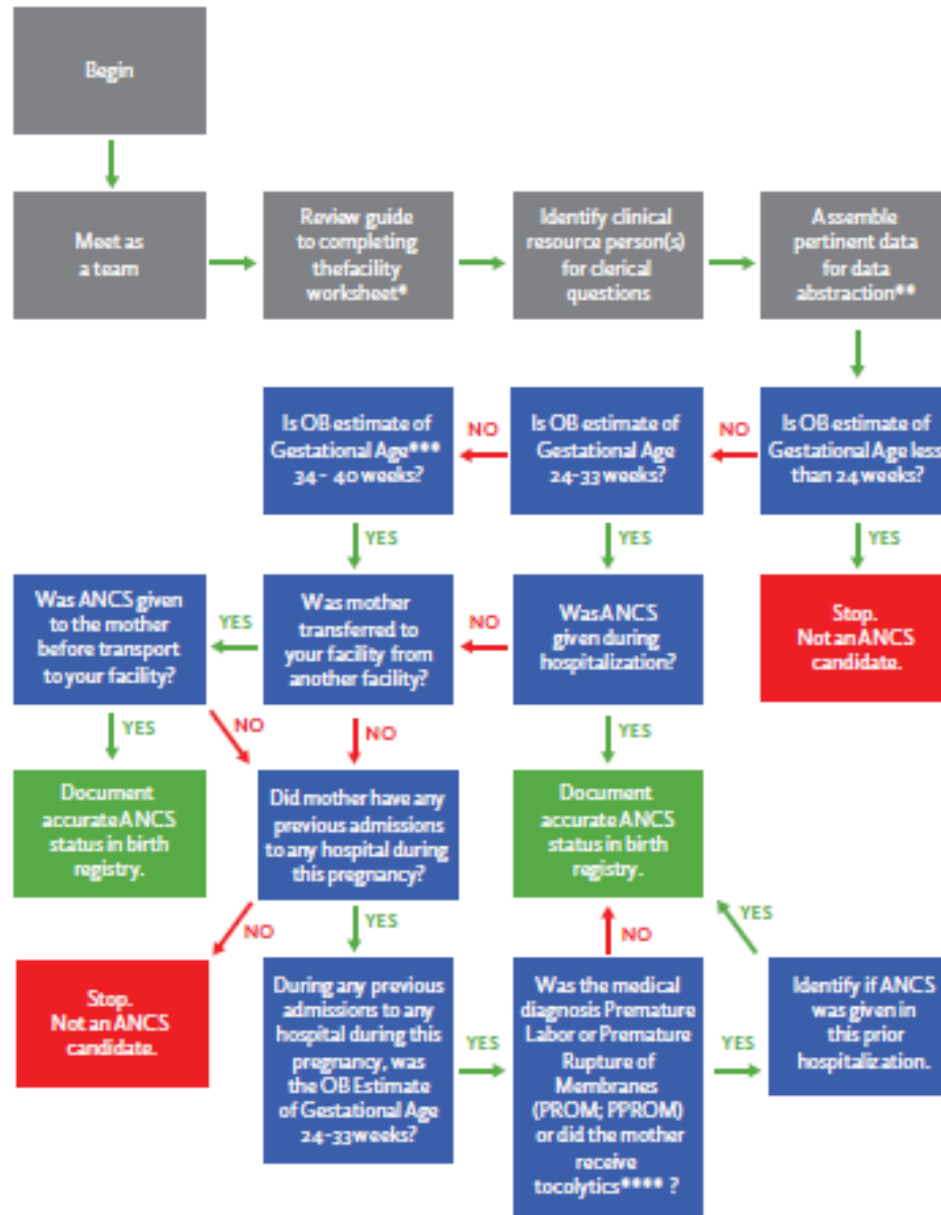 Begin
Meet as
a team
Review guide
to completing
thefacility
worksheet*
Identify clinical
resource person(s)
for clerical
questions
Assemble
pertinent data
for data
abstraction**
Is OB estimate of
Gestational Age***
34 – 40 weeks?
NO
Is OB estimate of
Gestational Age
24-33 weeks?
NO
Is OB estimate of
Gestational Age less
than 24 weeks?
YES
YES
YES
Was ANCS given
to the mother
before transport
to your facility?
YES
Was mother
transferred to
your facility from
another facility?
NO
Was ANCS
given during
hospitalization?
Stop.
Not an ANCS
candidate.
YES
NO
NO
YES
Document
accurate ANCS
status in birth
registry.
Did mother have any
previous admissions
to any hospital during
this pregnancy?
Document
accurate ANCS
status in birth
registry.
NO
YES
NO
YES
Stop.
Not an ANCS
candidate.
During any previous
admissions to any
hospital during this
pregnancy, was
the OB Estimate
of Gestational Age
24-33weeks?
YES
Was the medical
diagnosis Premature
Labor or Premature
Rupture of
Membranes
(PROM; PPROM)
or did the mother
receive
tocolytics**** ?
YES
Identify if ANCS
was given in
this prior
hospitalization.